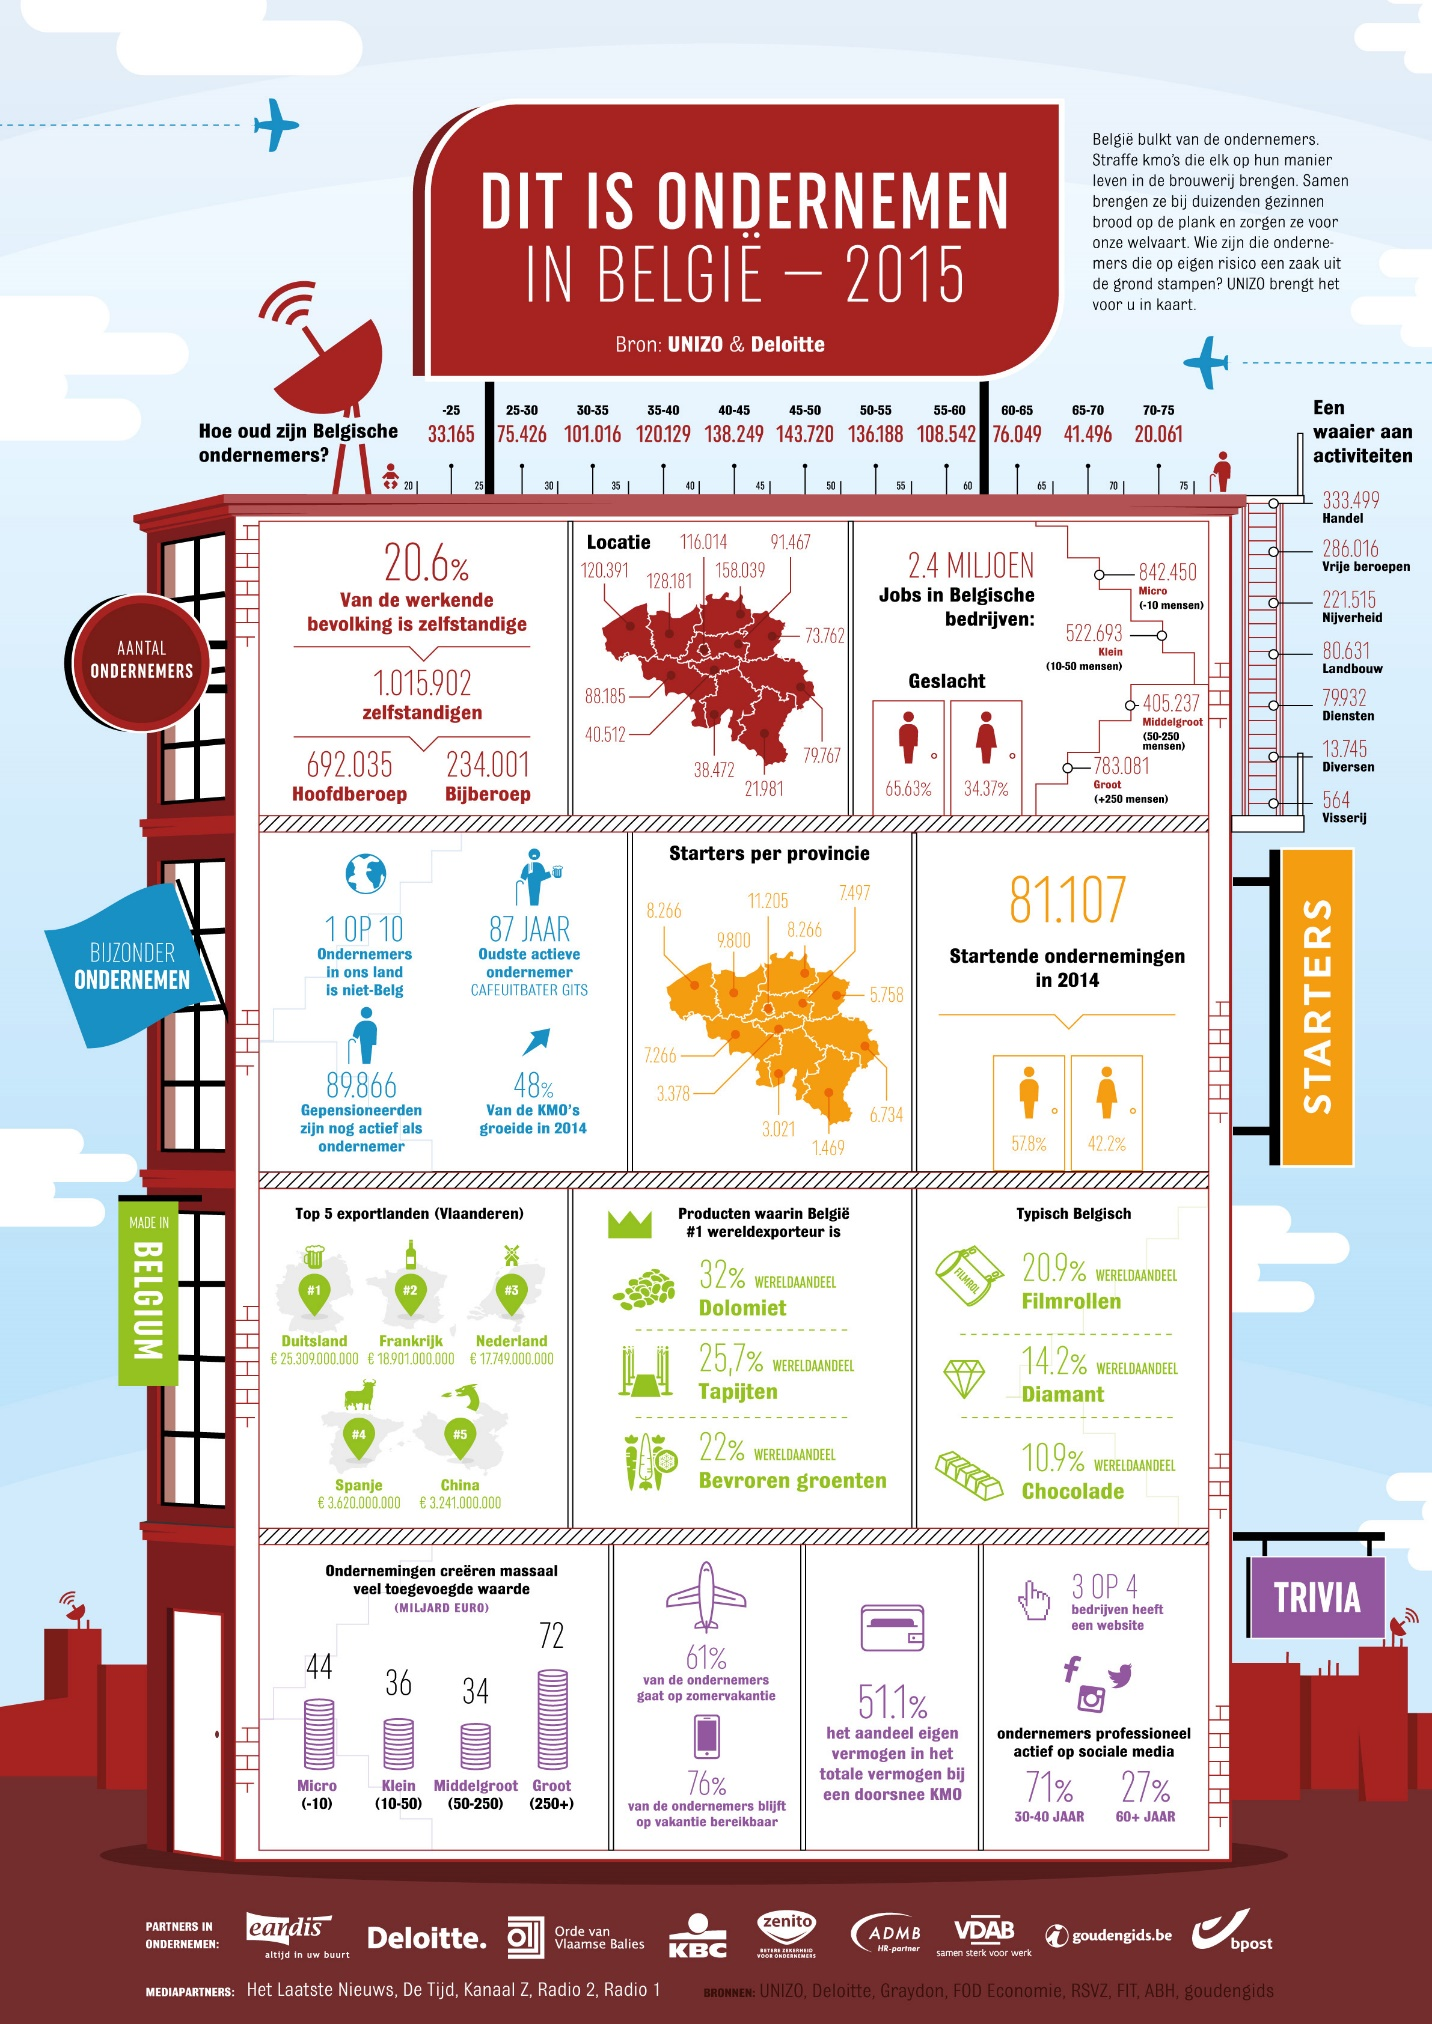 DIT IS ONDERNEMEN
IN BELGIË – 2015
Bron: UNIZO & Deloitte
België bulkt van de ondernemers.
Straffe kmo's die elk op hun manier
leven in de brouwerij brengen. Samen
brengen ze bij duizenden gezinnen
brood op de plank en zorgen ze voor
onze welvaart. Wie zijn die onderne-
mers die op eigen risico een zaak uit
de grond stampen? UNIZO brengt het
voor u in kaart.
Hoe oud zijn Belgische
ondernemers?
-25 25-30 30-35 35-40 40-45 45-50 50-55 55-60 60-65 65-70 70-75
33.165 75.426 101.016 120.129 138.249 143.720 136.188 108.542 76.049 41.496 20.061
20 25 30 35 40 45 50 55 60 65 70 75
Een
waaier aan
activiteiten
333.499
Handel
286.016
Vrije beroepen
221.515
Nijverheid
80.631
Landbouw
79.932
Diensten
13.745
Diversen
564
Visserij
AANTAL
ONDERNEMERS
20.6%
Van de werkende
bevolking is zelfstandige
1.015.902
zelfstandigen
692.035
Hoofdberoep
234.001
Bijberoep
Locatie
116.014
91.467
120.391
128.181
158.039
73.762
88.185
40.512
38.472
21.981
79.767
2.4 MILJOEN
Jobs in Belgische
bedrijven:
842.450
Micro
(-10 mensen)
522.693
Klein
(10-50 mensen)
405.237
Middelgroot
(50-250
mensen)
783.081
Groot
(+250 mensen)
Geslacht
65.63%
34.37%
BIJZONDER
ONDERNEMEN
1 OP 10
Ondernemers
in ons land
is niet-Belg
87 JAAR
Oudste actieve
ondernemer
CAFEUITBATER GITS
89.866
Gepensioneerden
zijn nog actief als
ondernemer
48%
Van de KMO's
groeide in 2014
Starters per provincie
8.266
9.800
11.205
8.266
7.497
5.758
7.266
3.378
3.021
1.469
6.734
81.107
Startende ondernemingen
in 2014
57.8%
42.2%
STARTERS
MADE IN
BELGIUM
Top 5 exportlanden (Vlaanderen)
#1
Duitsland
€ 25.309.000.000
#2
Frankrijk
€ 18.901.000.000
#3
Nederland
€ 17.749.000.000
#4
Spanje
€ 3.620.000.000
#5
China
€ 3.241.000.000
Producten waarin België
#1 wereldexporteur is
32% WERELDAANDEEL
Dolomiet
25,7% WERELDAANDEEL
Tapijten
22% WERELDAANDEEL
Bevroren groenten
Typisch Belgisch
FILMROL
20.9% WERELDAANDEEL
Filmrollen
14.2% WERELDAANDEEL
Diamant
10.9% WERELDAANDEEL
Chocolade
TRIVIA
Ondernemingen creëren massaal
veel toegevoegde waarde
(MILJARD EURO)
44
36
34
72
Micro
(-10)
Klein
(10-50)
Middelgroot
(50-250)
Groot
(250+)
61%
van de ondernemers
gaat op zomervakantie
76%
van de ondernemers blijft
op vakantie bereikbaar
51.1%
het aandeel eigen
vermogen in het
totale vermogen bij
een doorsnee KMO
3 OP 4
bedrijven heeft
een website
ondernemers professioneel
actief op sociale media
71%
30-40 JAAR
27%
60+ JAAR
PARTNERS IN
ONDERNEMEN:
eardis
altijd in uw buurt
Deloitte.
Orde van
Vlaamse Balies
KBC
zenito
BETERE ZEKERHEID
VOOR ONDERNEMERS
ADMB
HR-partner
VDAB
samen sterk voor werk
goudengids.be
bpost
MEDIAPARTNERS: Het Laatste Nieuws, De Tijd, Kanaal Z, Radio 2, Radio 1
BRONNEN: UNIZO, Deloitte, Graydon, FOD Economie, RSVZ, FIT, ABH, goudengids